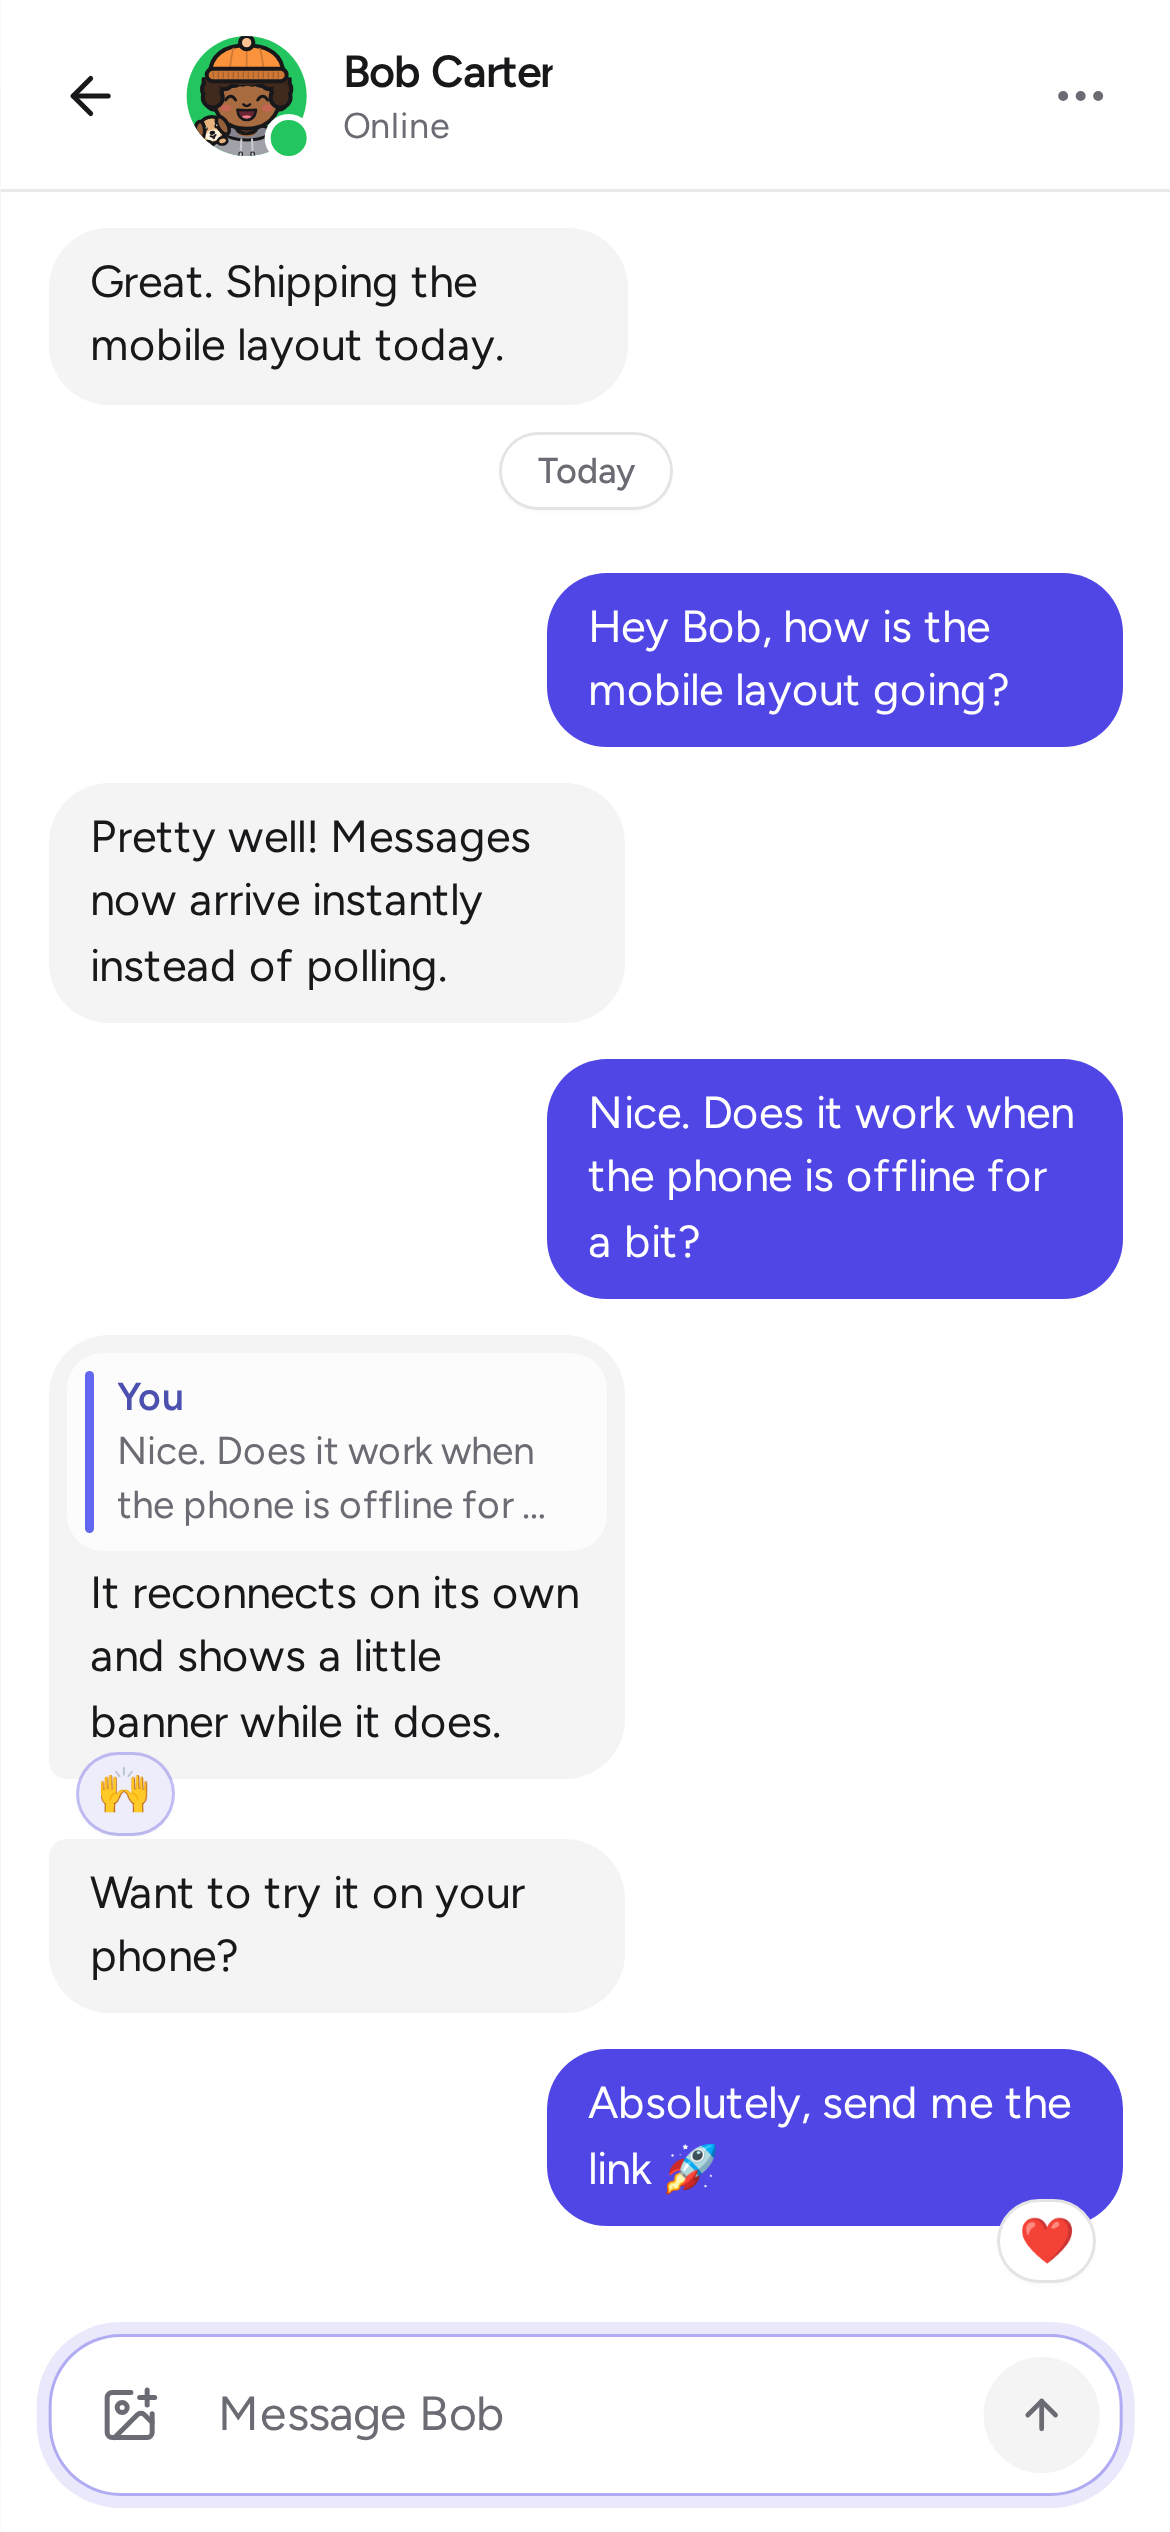 Bob Carter
Online
Great. Shipping the
mobile layout today.
Today
Hey Bob, how is the
mobile layout going?
Pretty well! Messages
now arrive instantly
instead of polling.
Nice. Does it work when
the phone is offline for
a bit?
You
Nice. Does it work when
the phone is offline for ...
It reconnects on its own
and shows a little
banner while it does.
🙌
Want to try it on your
phone?
Absolutely, send me the
link 🚀
❤️
Message Bob